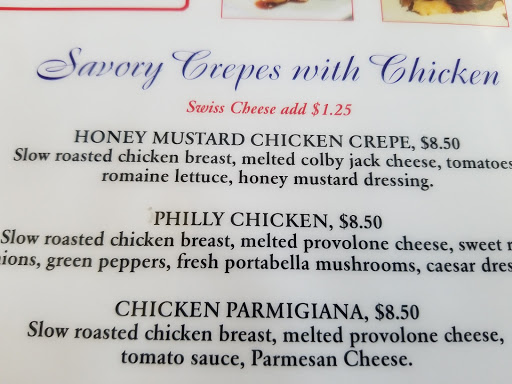 Savory Crepes with Chicken
Swiss Cheese add $1.25
HONEY MUSTARD CHICKEN CREPE, $8.50
Slow roasted chicken breast, melted colby jack cheese, tomatoes
romaine lettuce, honey mustard dressing.
PHILLY CHICKEN, $8.50
Slow roasted chicken breast, melted provolone cheese, sweet
green peppers, fresh portabella mushrooms, caesar
CHICKEN PARMIGIANA, $8.50
Slow roasted chicken breast, melted provolone cheese,
tomato sauce, Parmesan Cheese.